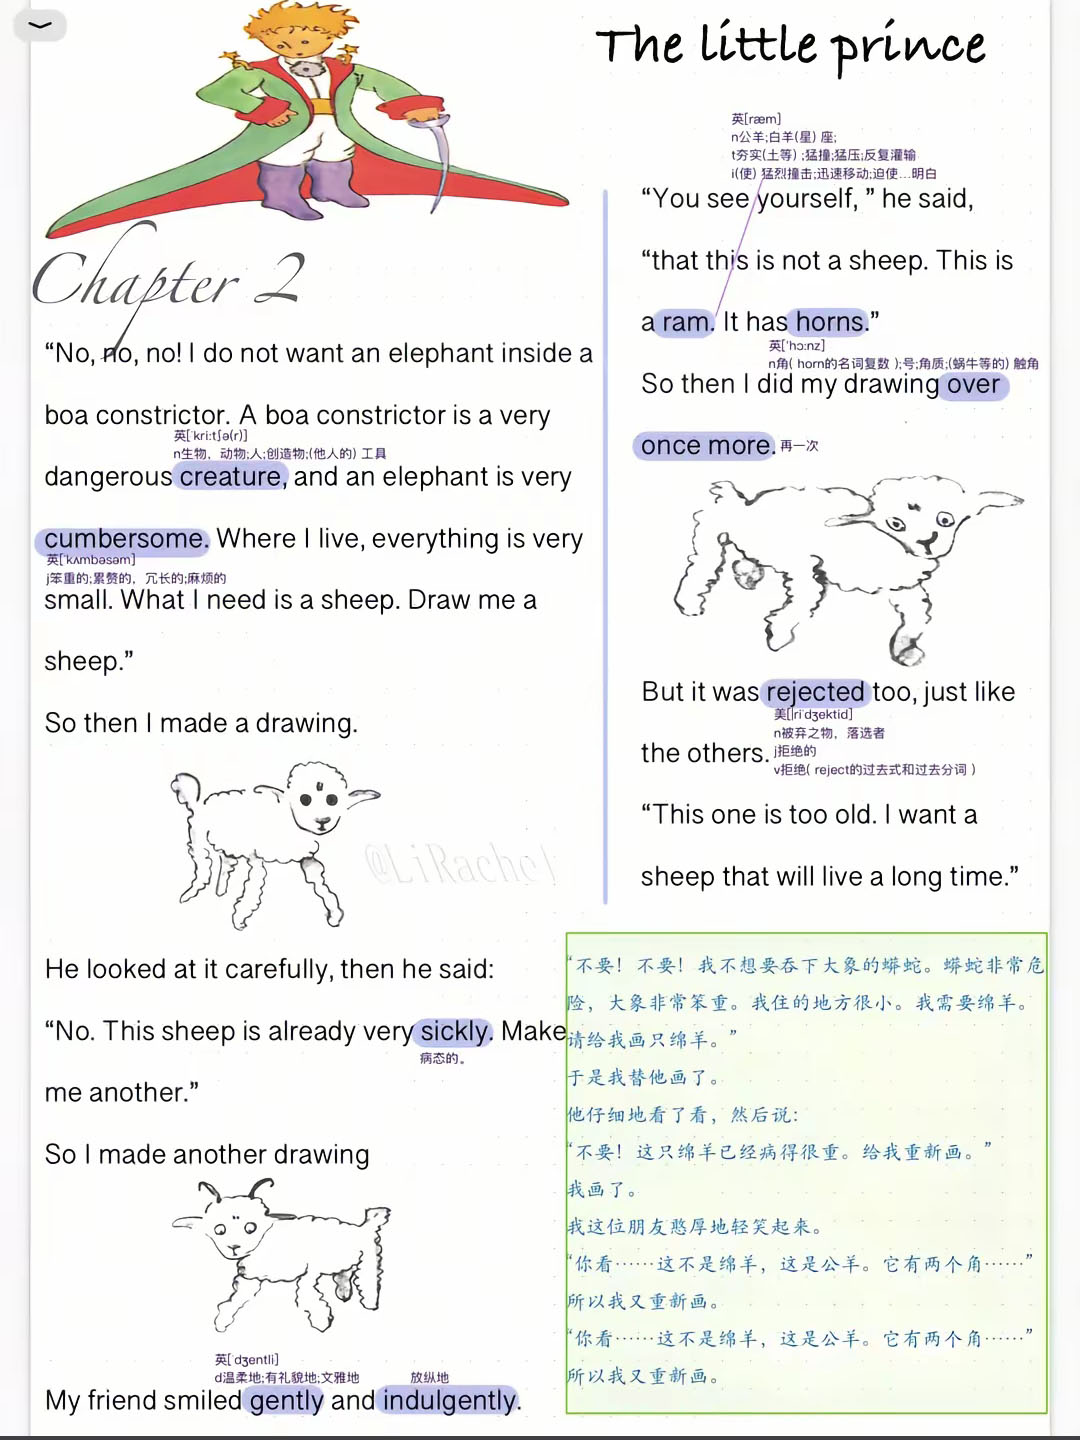 The little prince
Chapter 2
“No, no, no! I do not want an elephant inside a
boa constrictor. A boa constrictor is a very
英[ˈkriːtʃə(r)]
n生物，动物;人;创造物;(他人的) 工具
dangerous creature, and an elephant is very
cumbersome. Where I live, everything is very
英[ˈkʌmbəsəm]
j笨重的;累赘的，冗长的;麻烦的
small. What I need is a sheep. Draw me a
sheep.”
So then I made a drawing.
@LiRachel
He looked at it carefully, then he said:
“No. This sheep is already very sickly. Make
病态的。
me another.”
So I made another drawing
英[ˈdʒentli]
d温柔地;有礼貌地;文雅地 放纵地
My friend smiled gently and indulgently.
英[ræm]
n公羊;白羊(星) 座;
t夯实(土等) ;猛撞;猛压;反复灌输
i(使) 猛烈撞击;迅速移动;迫使...明白
“You see yourself, ” he said,
“that this is not a sheep. This is
a ram. It has horns.”
英[ˈhɔːnz]
n角( horn的名词复数 );号;角质;(蜗牛等的) 触角
So then I did my drawing over
once more. 再一次
But it was rejected too, just like
美[|riˈdʒektid]
n被弃之物，落选者
the others. j拒绝的
v拒绝( reject的过去式和过去分词 )
“This one is too old. I want a
sheep that will live a long time.”
“不要！不要！我不想要吞下大象的蟒蛇。蟒蛇非常危
险，大象非常笨重。我住的地方很小。我需要绵羊。
请给我画只绵羊。”
于是我替他画了。
他仔细地看了看，然后说：
“不要！这只绵羊已经病得很重。给我重新画。”
我画了。
我这位朋友憨厚地轻笑起来。
“你看……这不是绵羊，这是公羊。它有两个角……”
所以我又重新画。
“你看……这不是绵羊，这是公羊。它有两个角……”
所以我又重新画。